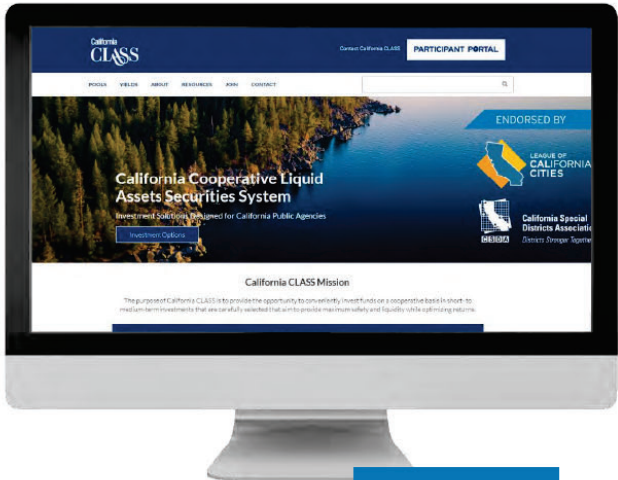 California
CLASS
Contact California CLASS
PARTICIPANT PORTAL
POOLS YIELDS ABOUT RESOURCES JOIN CONTACT
ENDORSED BY
LEAGUE OF
CALIFORNIA
CITIES
California Cooperative Liquid
Assets Securities System
Investment Solutions Designed for California Public Agencies
Investment Options
California Special
Districts Associatio
CSDA
Districts Stronger Together
California CLASS Mission
The purpose of California CLASS is to provide the opportunity to conveniently invest funds on a cooperative basis in short- to
medium-term investments that are carefully selected that aim to provide maximum safety and liquidity while optimizing returns.